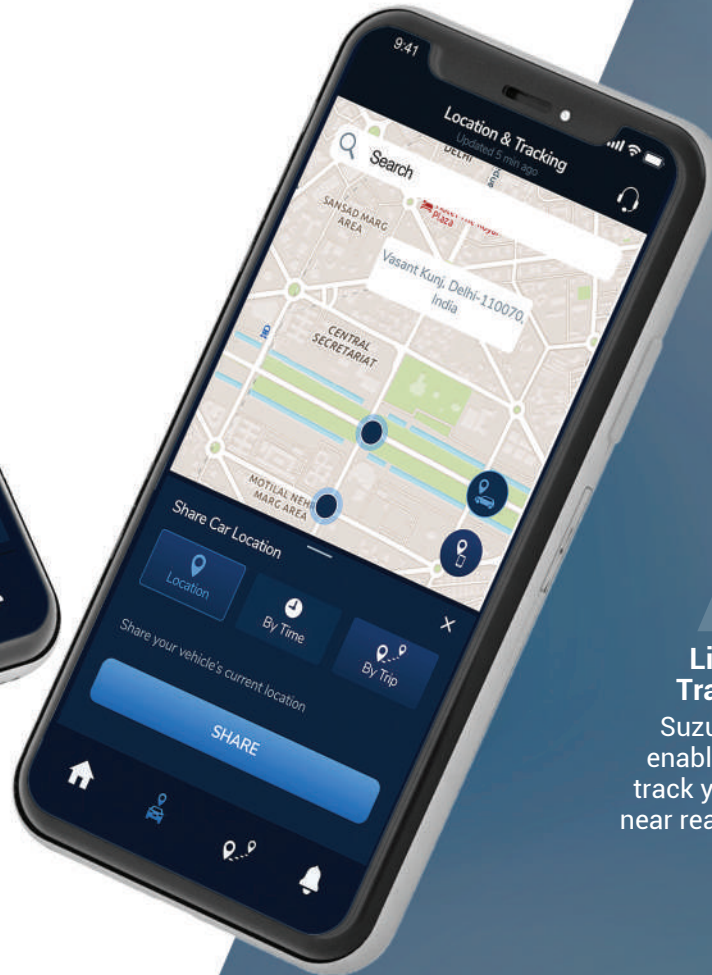 9:41
Location & Tracking
Updated 5 min ago
Search
DELHI
Plaza
SANSAD MARG
AREA
Vasant Kunj, Delhi-110070,
India
CENTRAL
SECRETARIAT
MOTILAL NEH
MARG AREA
Share Car Location
Location
By Time
By Trip
Share your vehicle's current location
SHARE
Li
Tra
Suzu
enabl
track y
near rea